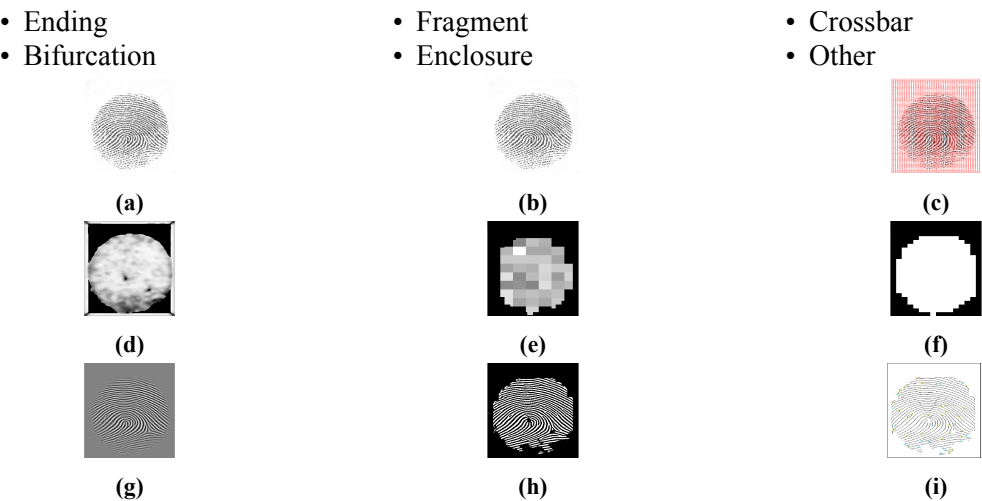 • Ending
• Bifurcation
• Fragment
• Enclosure
• Crossbar
• Other
(a)
(b)
(c)
(d)
(e)
(f)
(g)
(h)
(i)